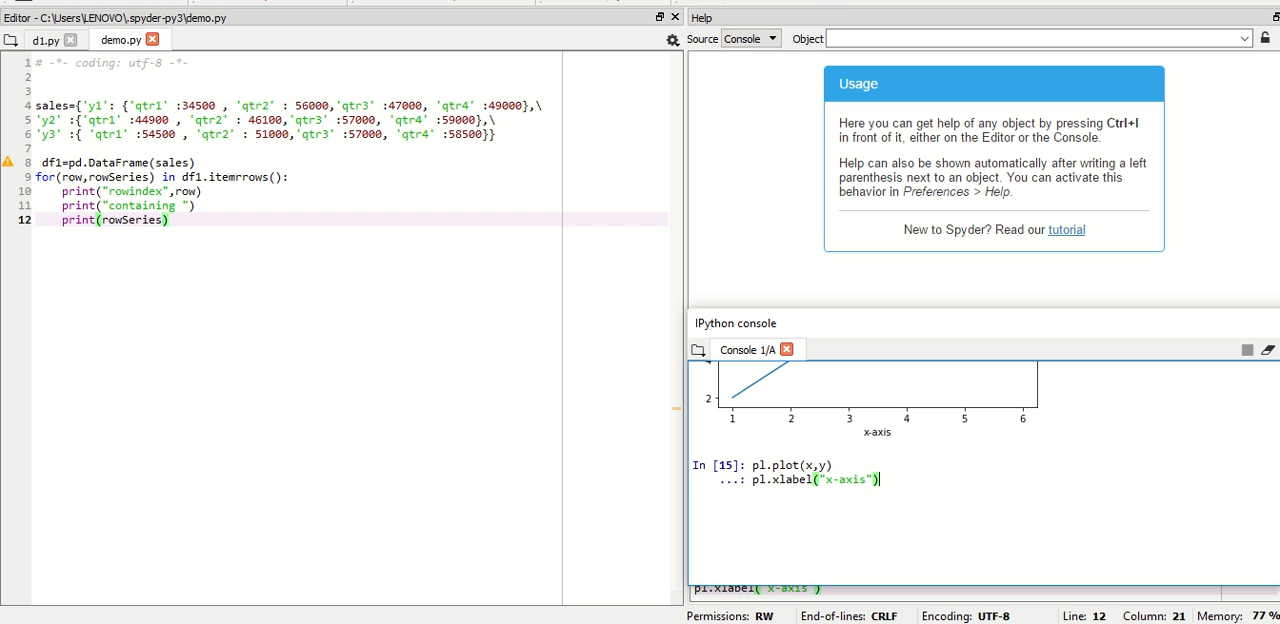 Editor - C:\Users\LENOVO\.spyder-py3\demo.py
d1.py
demo.py
1 # -*- coding: utf-8 -*-
2
3
4 sales={'y1': {'qtr1' :34500 , 'qtr2' : 56000,'qtr3' :47000, 'qtr4' :49000},\
5 'y2' :{'qtr1' :44900 , 'qtr2' : 46100,'qtr3' :57000, 'qtr4' :59000},\
6 'y3' :{ 'qtr1' :54500 , 'qtr2' : 51000,'qtr3' :57000, 'qtr4' :58500}}
7
8 df1=pd.DataFrame(sales)
9 for(row,rowSeries) in df1.itemrrows():
10 print("rowindex",row)
11 print("containing ")
12 print(rowSeries)
Help
Source Console Object
Usage
Here you can get help of any object by pressing Ctrl+I
in front of it, either on the Editor or the Console.
Help can also be shown automatically after writing a left
parenthesis next to an object. You can activate this
behavior in Preferences > Help.
New to Spyder? Read our tutorial
IPython console
Console 1/A
2
1 2 3 4 5 6
x-axis
In [15]: pl.plot(x,y)
...: pl.xlabel("x-axis")
pl.xlabel("x-axis")
Permissions: RW End-of-lines: CRLF Encoding: UTF-8 Line: 12 Column: 21 Memory: 77 %